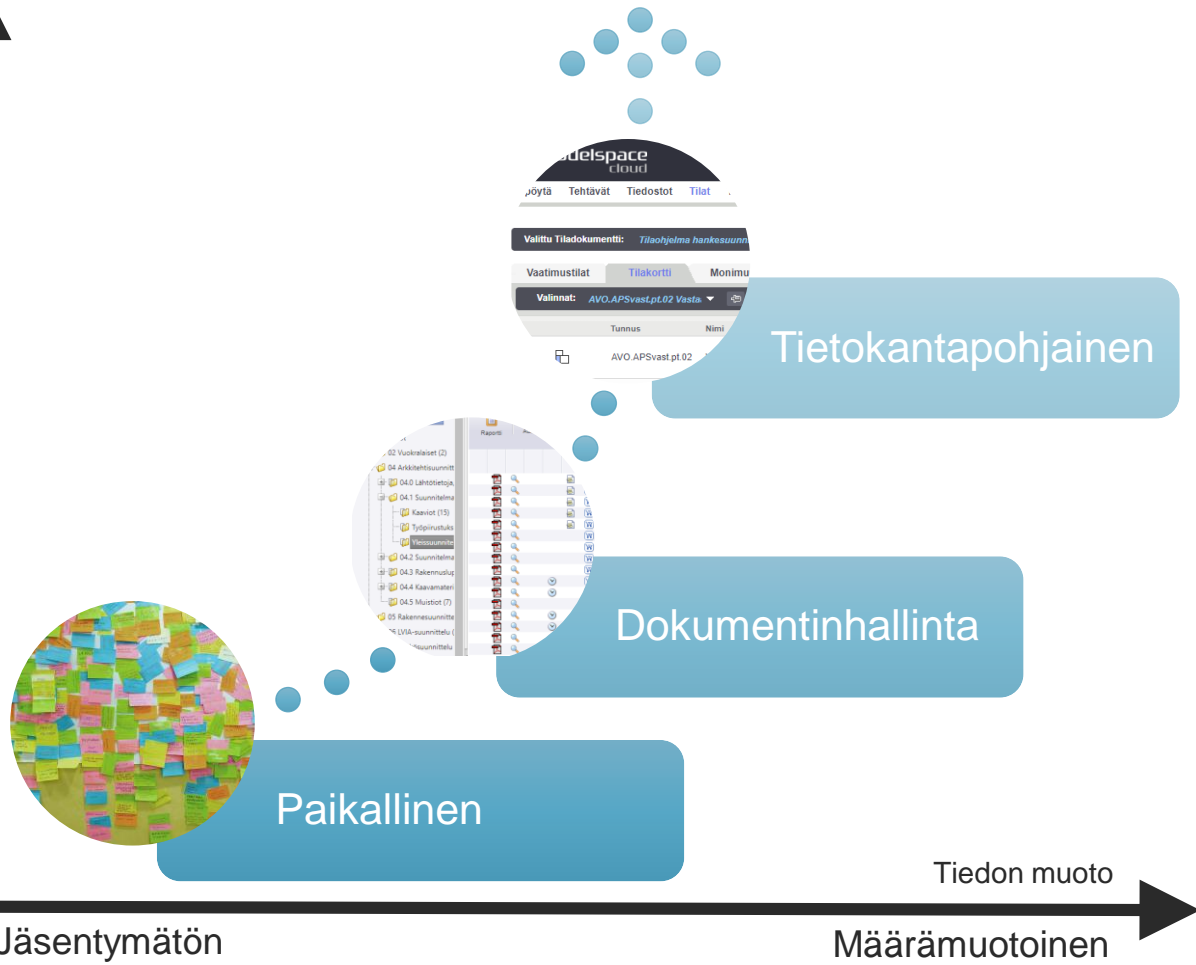 delspace
cloud
pöytä Tehtävät Tiedostot Tilat
Valittu Tiladokumentti: Tilaohjelma hankesuunn
Vaatimustilat Tilakortti Monimu
Valinnat: AVO.APSvast.pt.02 Vasta
Tunnus Nimi
AVO.APSvast.pt.02
Tietokantapohjainen
Raportti
02 Vuokralaiset (2)
04 Arkkitehtisuunnitt
04.0 Lähtötietoja,
04.1 Suunnitelma
Kaaviot (15)
Työpiirustuks
Yleissuunnite
04.2 Suunnitelma
04.3 Rakennuslup
04.4 Kaavamateri
04.5 Muistiot (7)
05 Rakennesuunnitte
LVIA-suunnittelu (
suunnittelu
Dokumentinhallinta
Paikallinen
Tiedon muoto
Jäsentymätön Määrämuotoinen